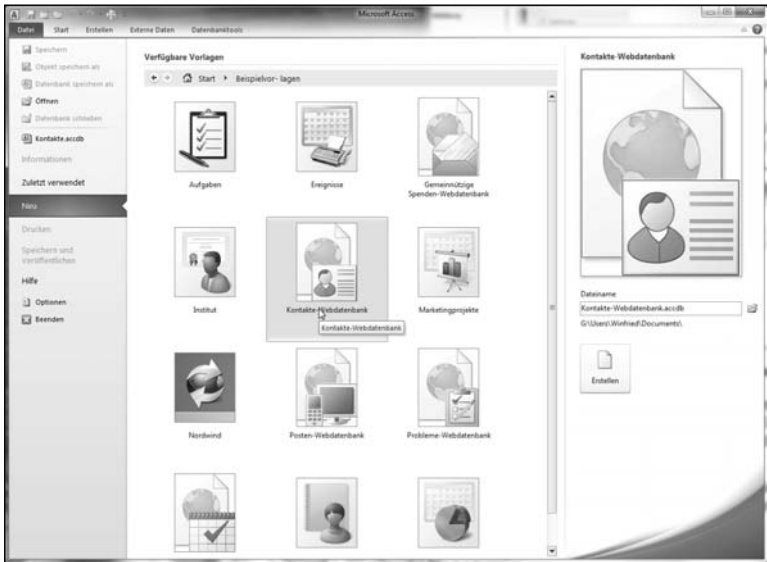 Microsoft Access
Datei Start Erstellen Externe Daten Datenbanktools
Speichern
Objekt speichern als
Datenbank speichern als
Öffnen
Datenbank schließen
Kontakte.accdb
Informationen
Zuletzt verwendet
Neu
Drucken
Speichern und
veröffentlichen
Hilfe
Optionen
Beenden
Verfügbare Vorlagen
Start Beispielvor- lagen
Aufgaben
Ereignisse
Gemeinnützige
Spenden-Webdatenbank
Institut
Kontakte-Webdatenbank
Kontakte-Webdatenbank
Marketingprojekte
Nordwind
Posten-Webdatenbank
Probleme-Webdatenbank
Kontakte-Webdatenbank
Dateiname
Kontakte-Webdatenbank.accdb
G:\Users\Winfried\Documents\
Erstellen